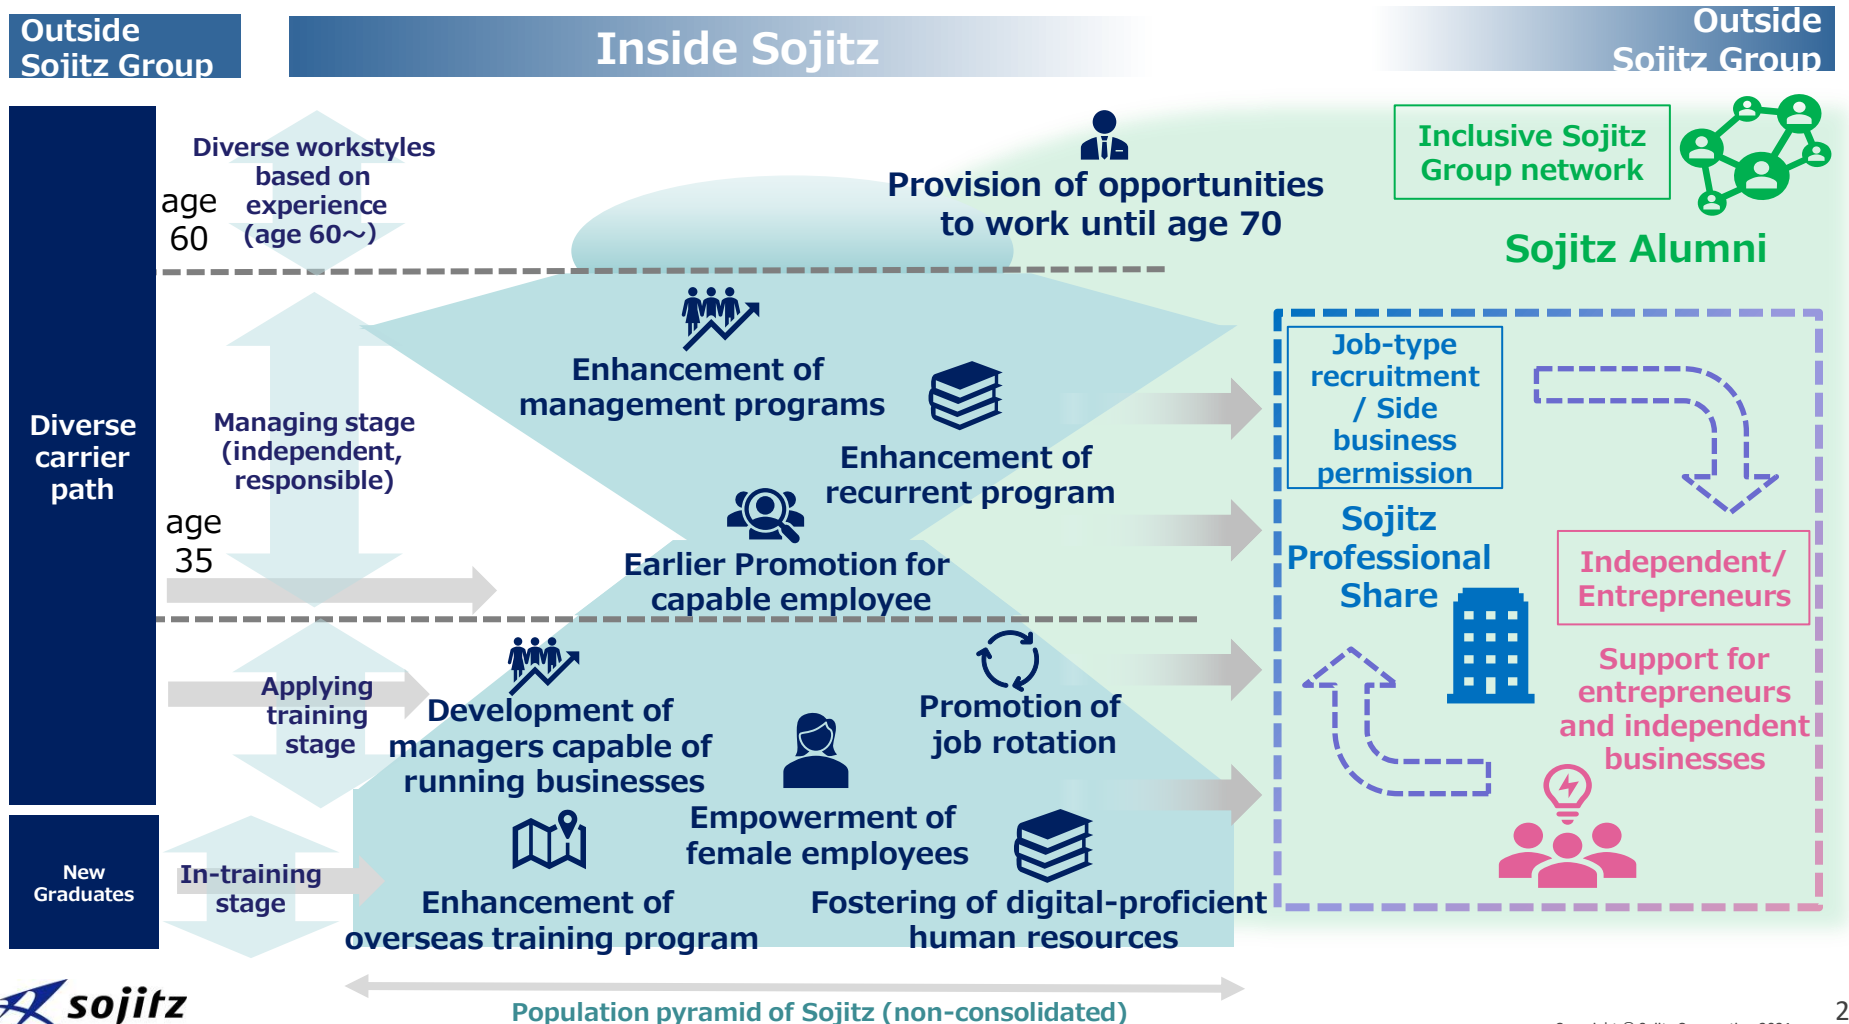 Outside
Sojitz Group
Inside Sojitz
Outside
Sojitz Group
Diverse
carrier
path
New
Graduates
age
60
age
35
Diverse workstyles
based on
experience
(age 60～)
Managing stage
(independent,
responsible)
Applying
training
stage
In-training
stage
Provision of opportunities
to work until age 70
Enhancement of
management programs
Enhancement of
recurrent program
Earlier Promotion for
capable employee
Development of
managers capable of
running businesses
Promotion of
job rotation
Empowerment of
female employees
Enhancement of
overseas training program
Fostering of digital-proficient
human resources
Inclusive Sojitz
Group network
Sojitz Alumni
Job-type
recruitment
/ Side
business
permission
Sojitz
Professional
Share
Independent/
Entrepreneurs
Support for
entrepreneurs
and independent
businesses
Population pyramid of Sojitz (non-consolidated)
sojitz
2